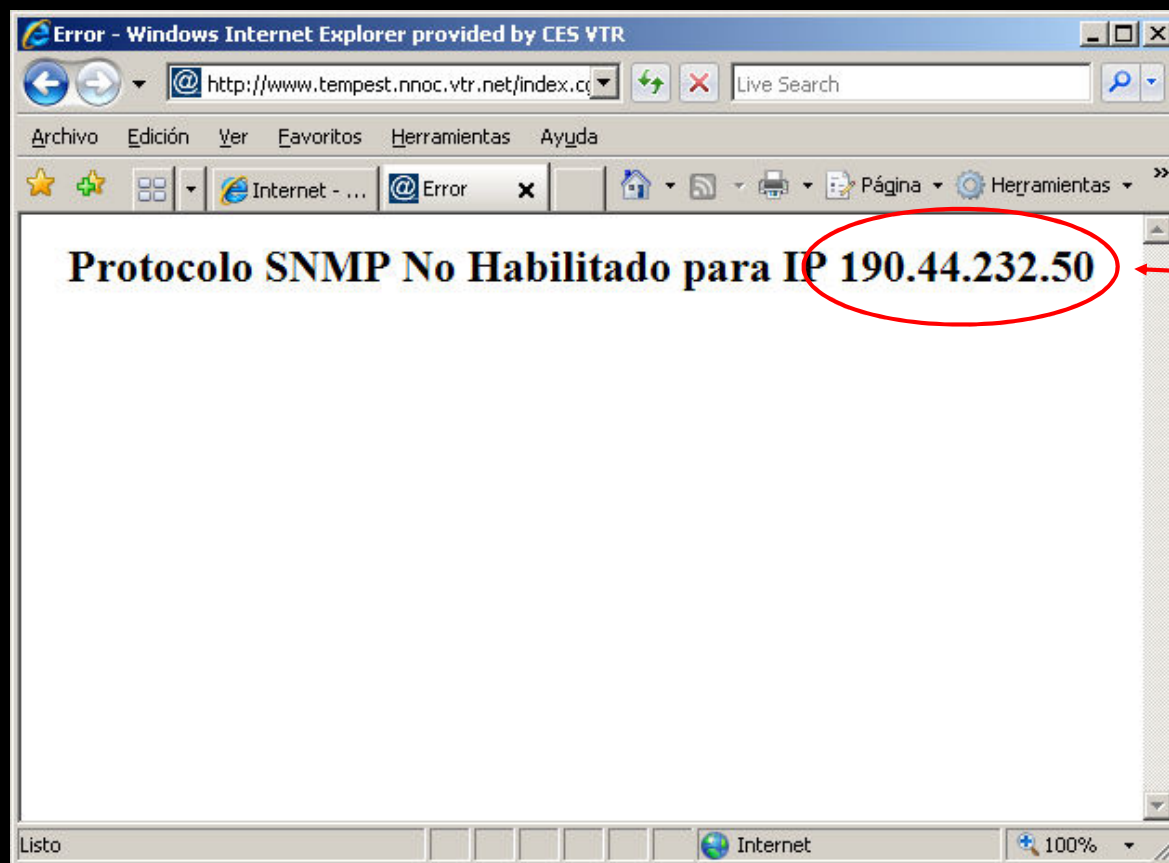 Error - Windows Internet Explorer provided by CES VTR
http://www.tempest.nnoc.vtr.net/index.cg
Live Search
Archivo Edición Ver Favoritos Herramientas Ayuda
Internet - ... Error Página Herramientas »
Protocolo SNMP No Habilitado para IP 190.44.232.50
Listo Internet 100%